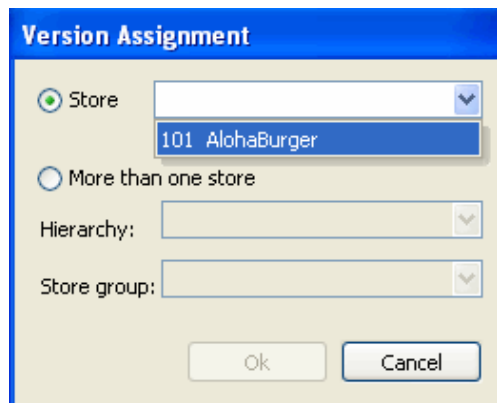 Version Assignment
Store
101 AlohaBurger
More than one store
Hierarchy:
Store group:
Ok Cancel